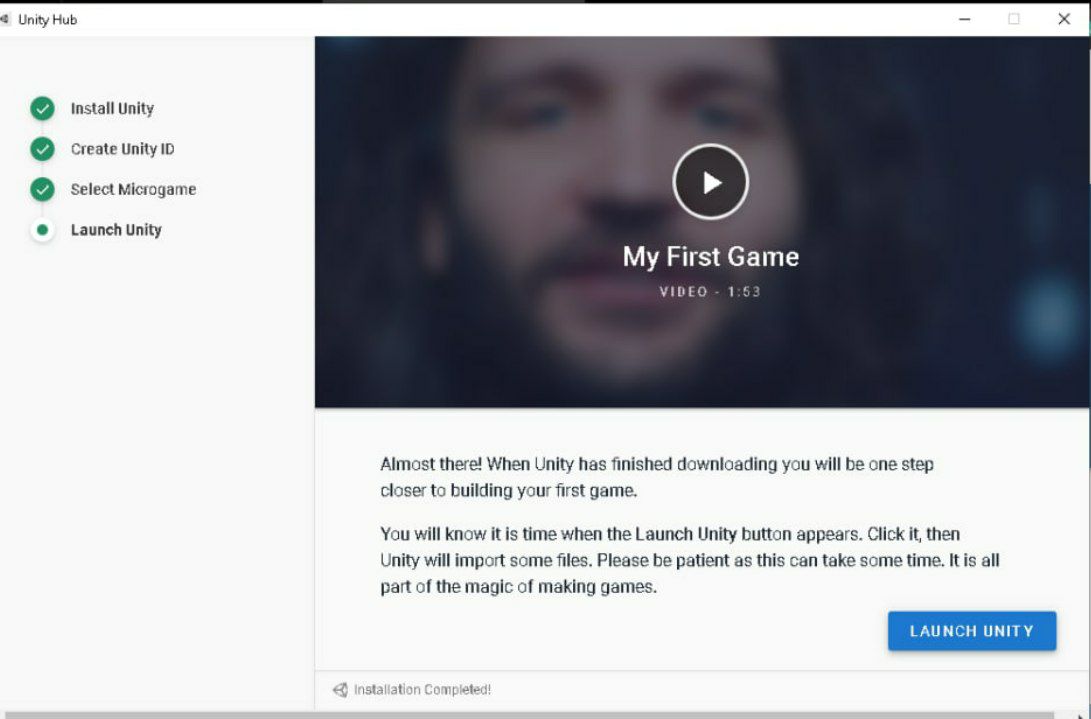 Unity Hub
Install Unity
Create Unity ID
Select Microgame
Launch Unity
My First Game
VIDEO - 1:53
Almost there! When Unity has finished downloading you will be one step
closer to building your first game.
You will know it is time when the Launch Unity button appears. Click it, then
Unity will import some files. Please be patient as this can take some time. It is all
part of the magic of making games.
LAUNCH UNITY
Installation Completed!